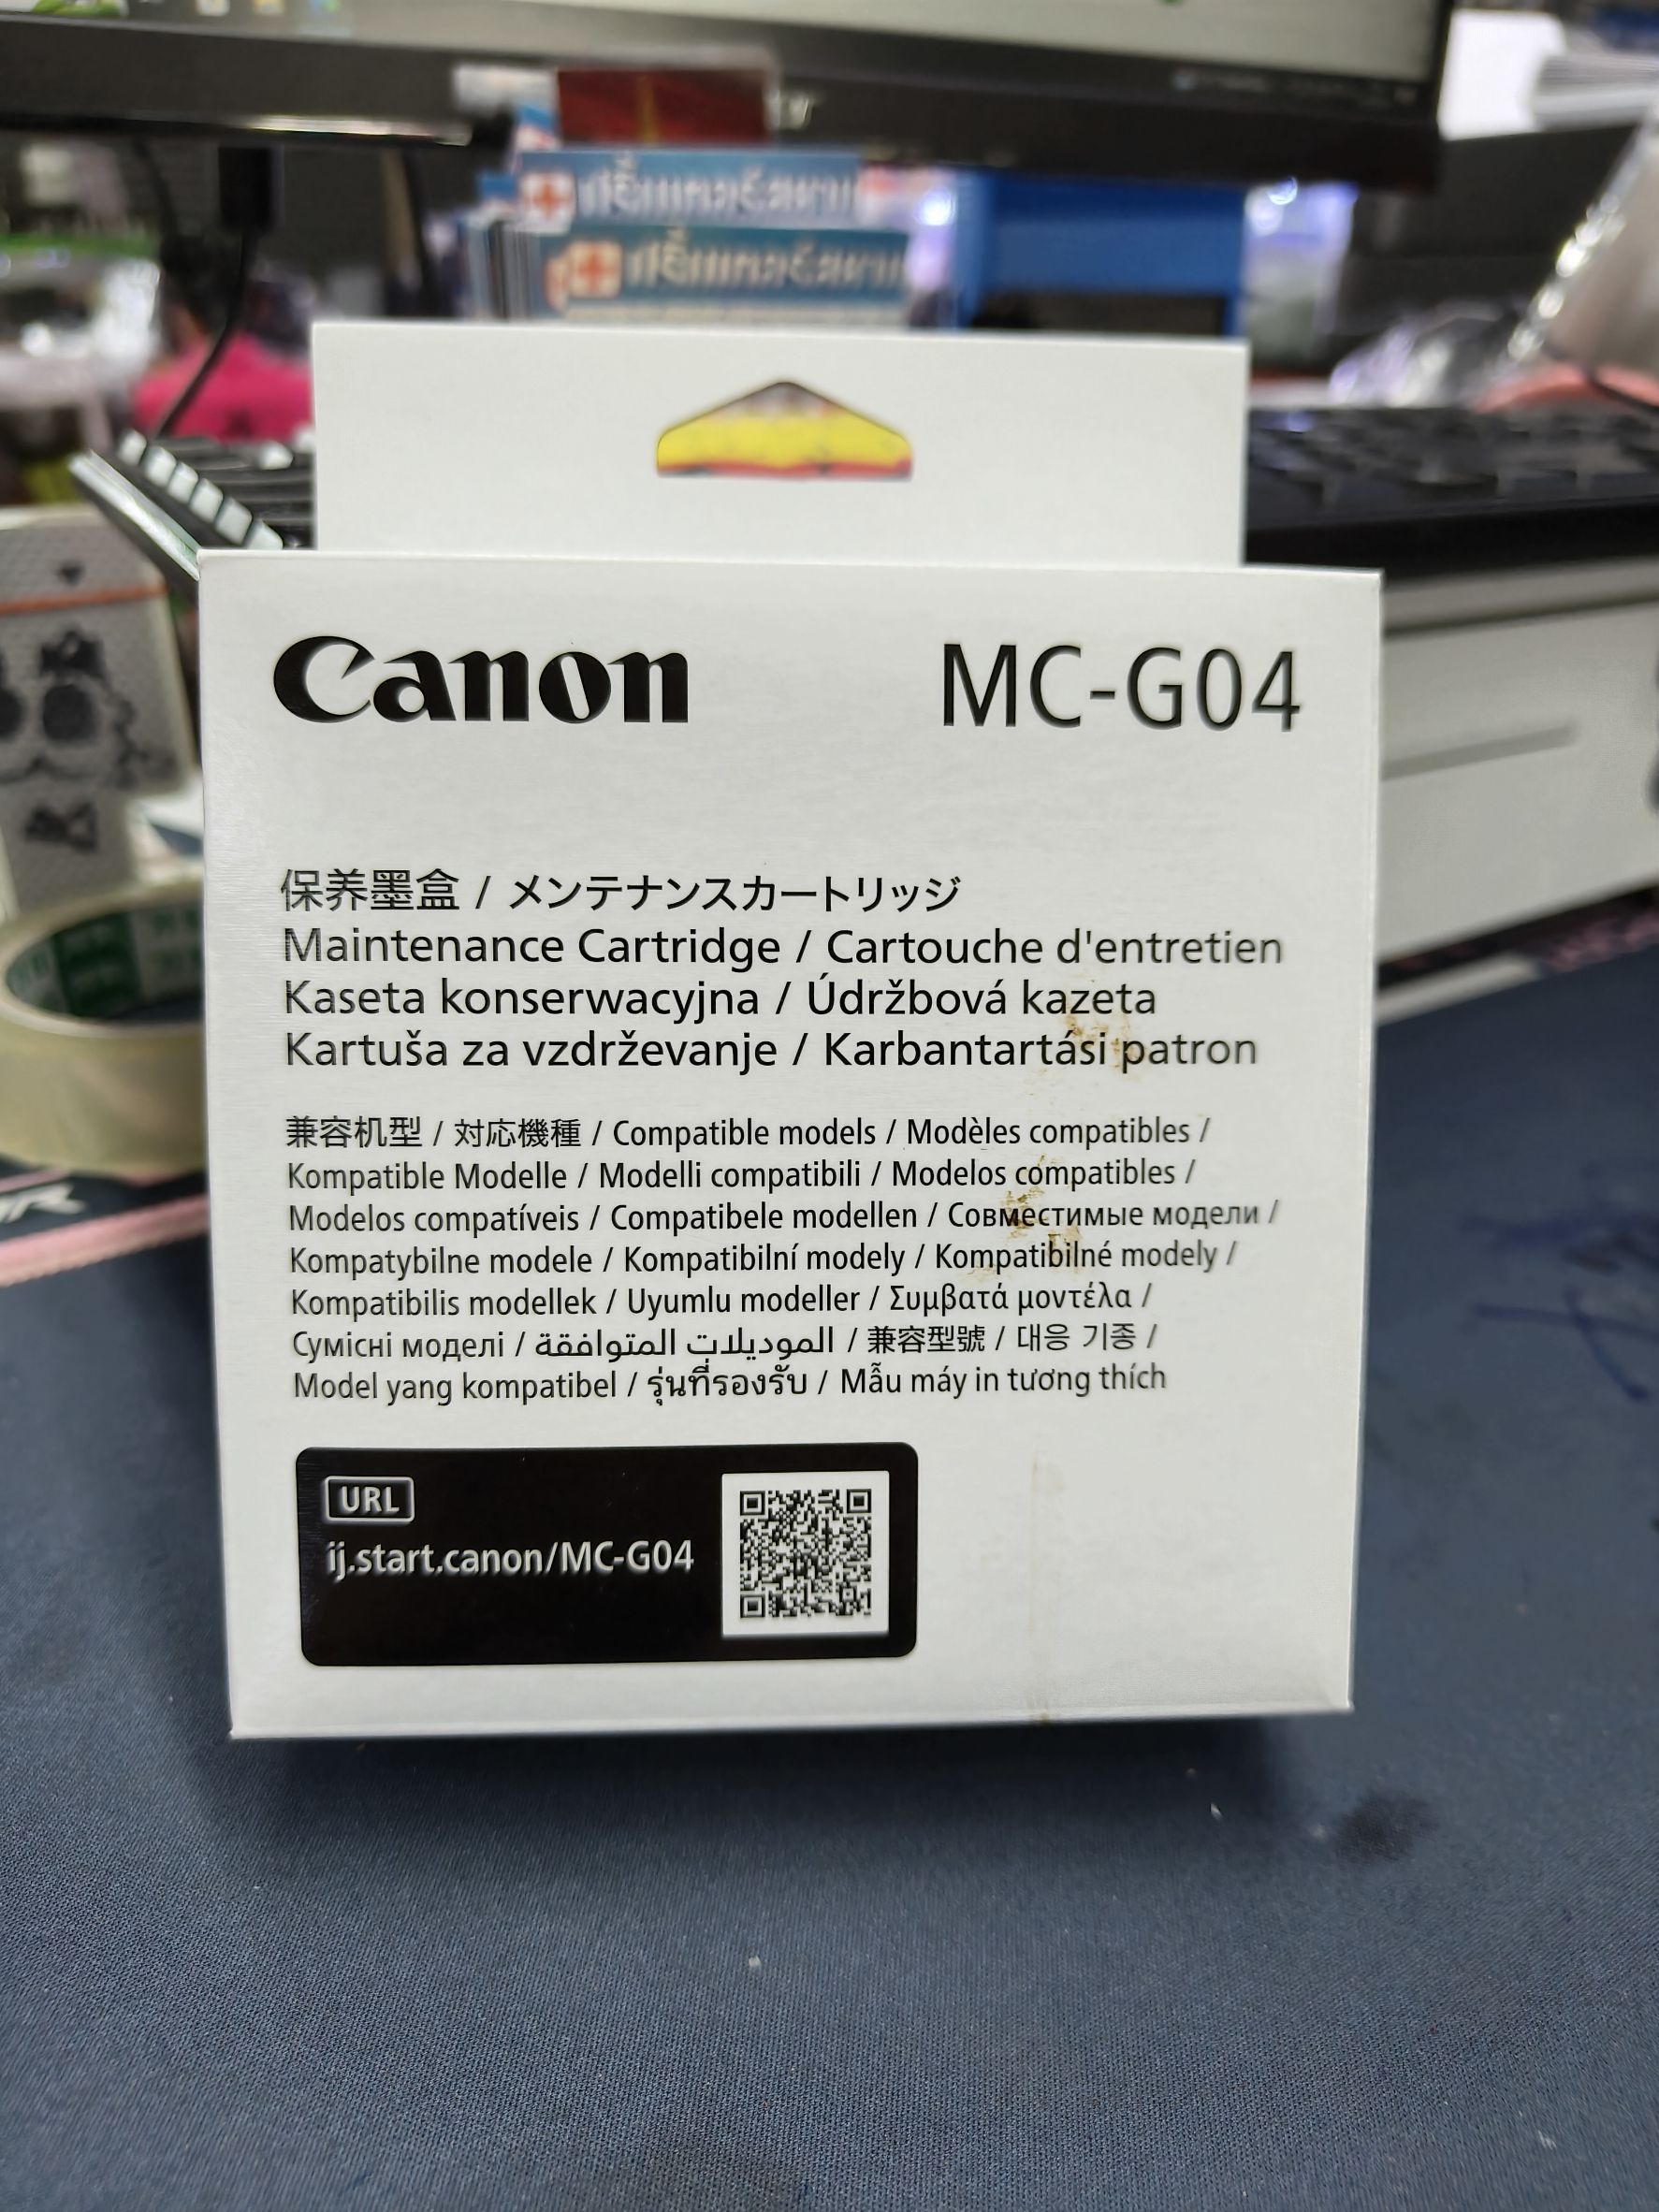 Canon MC-G04
保养墨盒 / メンテナンスカートリッジ
Maintenance Cartridge / Cartouche d'entretien
Kaseta konserwacyjna / Údržbová kazeta
Kartuša za vzdrževanje / Karbantartási patron
兼容机型 / 対応機種 / Compatible models / Modèles compatibles /
Kompatible Modelle / Modelli compatibili / Modelos compatibles /
Modelos compatíveis / Compatibele modellen / Совместимые модели /
Kompatybilne modele / Kompatibilní modely / Kompatibilné modely /
Kompatibilis modellek / Uyumlu modeller / Συμβατά μοντέλα /
Сумісні моделі / الموديلات المتوافقة / 兼容型號 / 대응 기종 /
Model yang kompatibel / รุ่นที่รองรับ / Mẫu máy in tương thích
URL
ij.start.canon/MC-G04